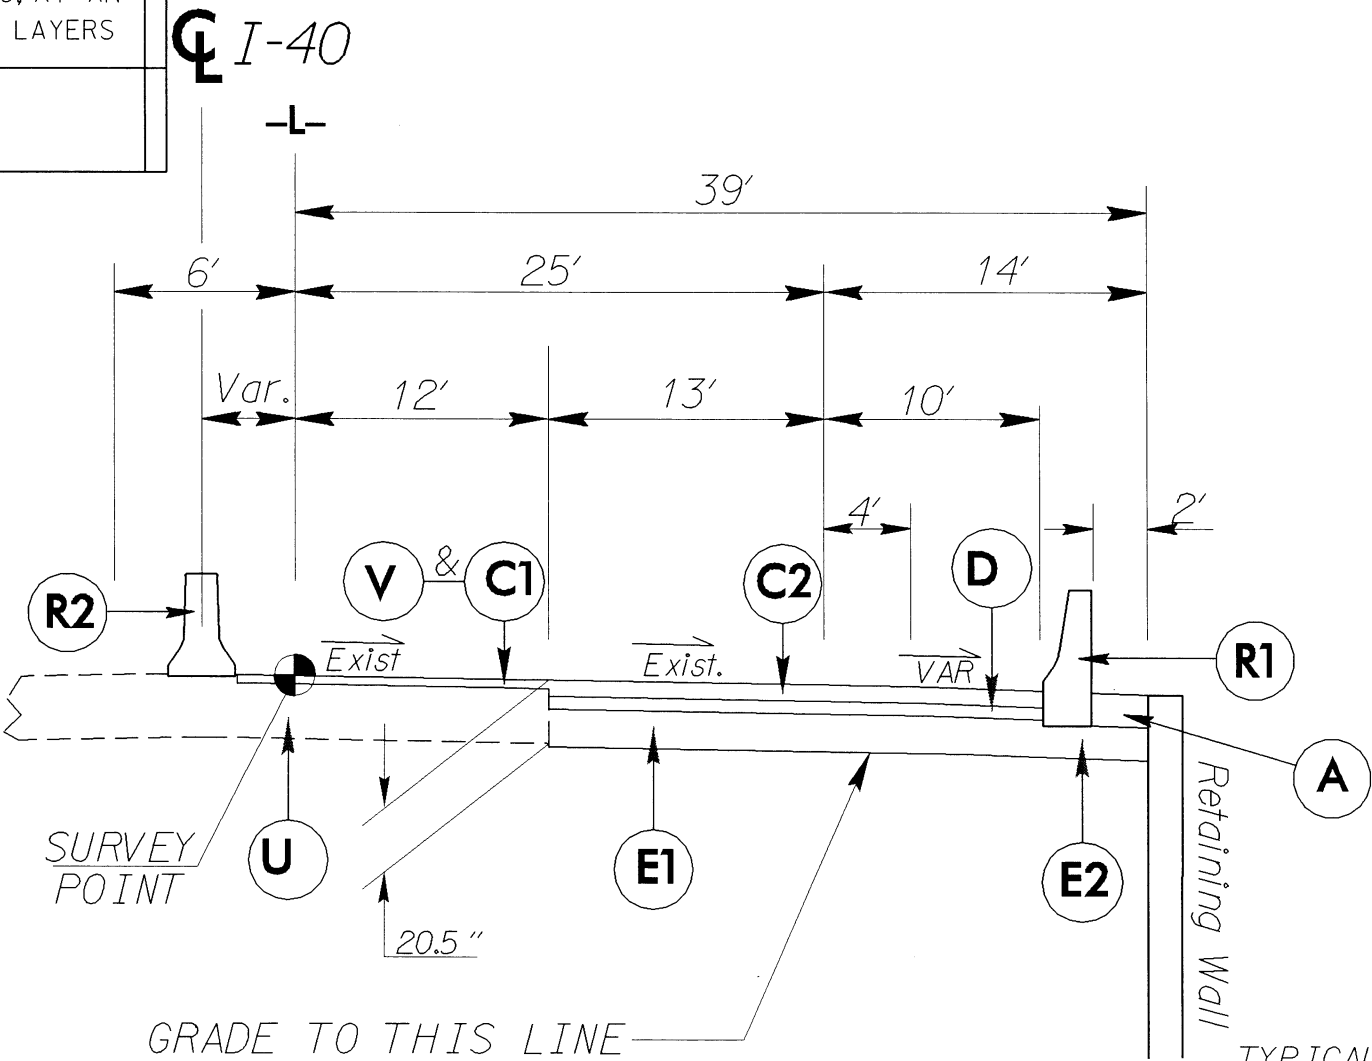 LAYERS
℄ I-40
-L-
39'
6'
25'
14'
Var.
12'
13'
10'
4'
2'
V & C1
C2
D
R2
Exist
Exist.
VAR
R1
A
SURVEY
POINT
U
E1
E2
20.5"
Retaining Wall
GRADE TO THIS LINE